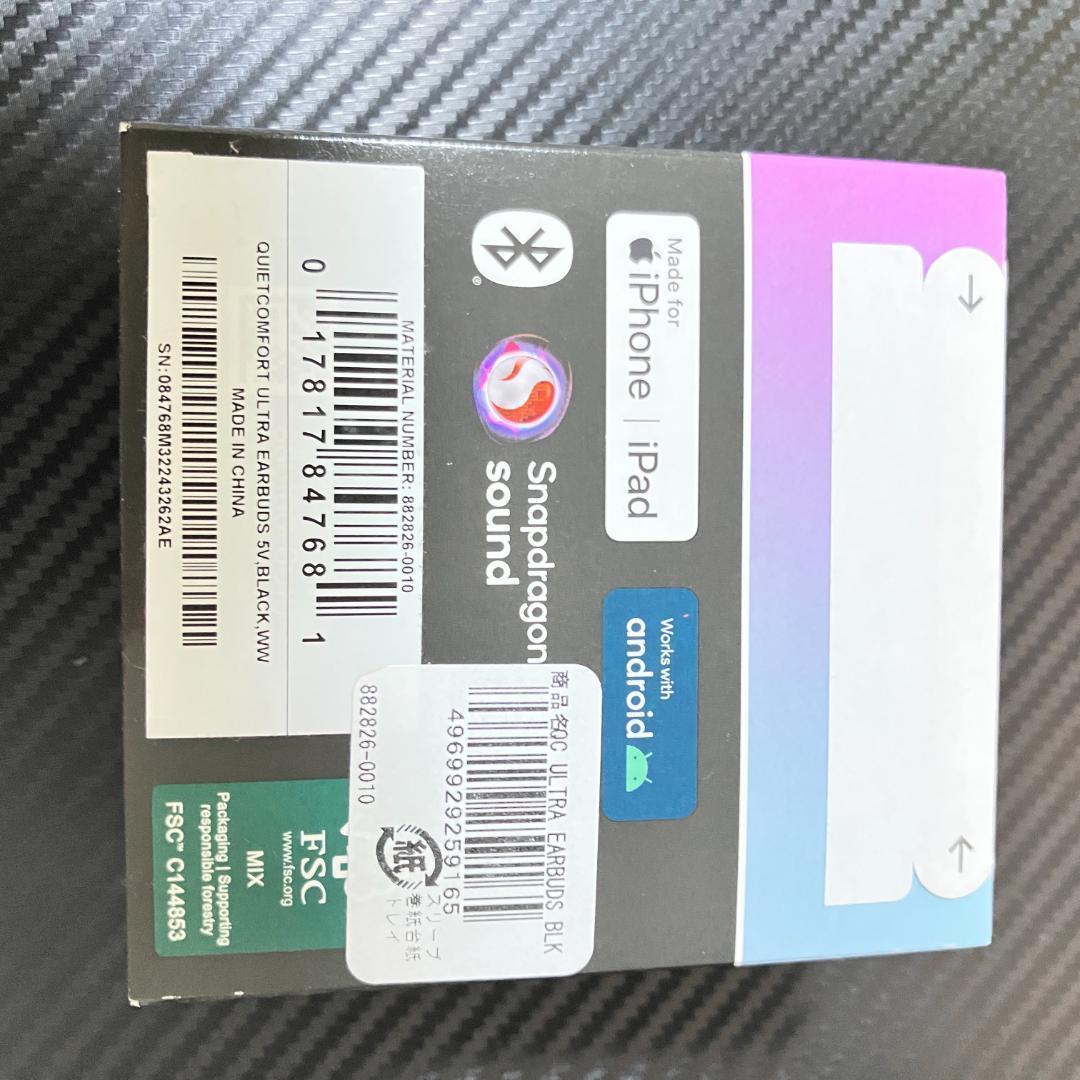 Made for
iPhone | iPad
Works with
android
®
Snapdragon
sound
MATERIAL NUMBER: 882826-0010
0 17817 84768 1
QUIETCOMFORT ULTRA EARBUDS 5V,BLACK,WW
MADE IN CHINA
SN:084768M32243262AE
商品名QC ULTRA EARBUDS BLK
4969929259165
882826-0010
紙
スリーブ
巻紙台紙
トレイ
FSC
www.fsc.org
MIX
Packaging | Supporting
responsible forestry
FSC™ C144853